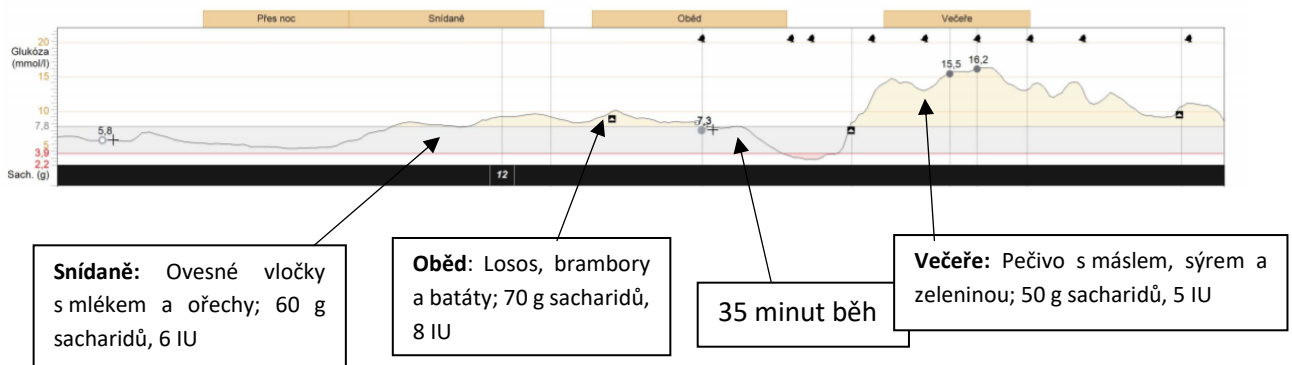 Přes noc
Snídaně
Oběd
Večeře
Glukóza
(mmol/l)
20
15
10
7,8
5
3,9
2,2
Sach. (g)
5,8
7,3
15,5
16,2
12
Snídaně: Ovesné vločky
s mlékem a ořechy; 60 g
sacharidů, 6 IU
Oběd: Losos, brambory
a batáty; 70 g sacharidů,
8 IU
35 minut běh
Večeře: Pečivo s máslem, sýrem a
zeleninou; 50 g sacharidů, 5 IU